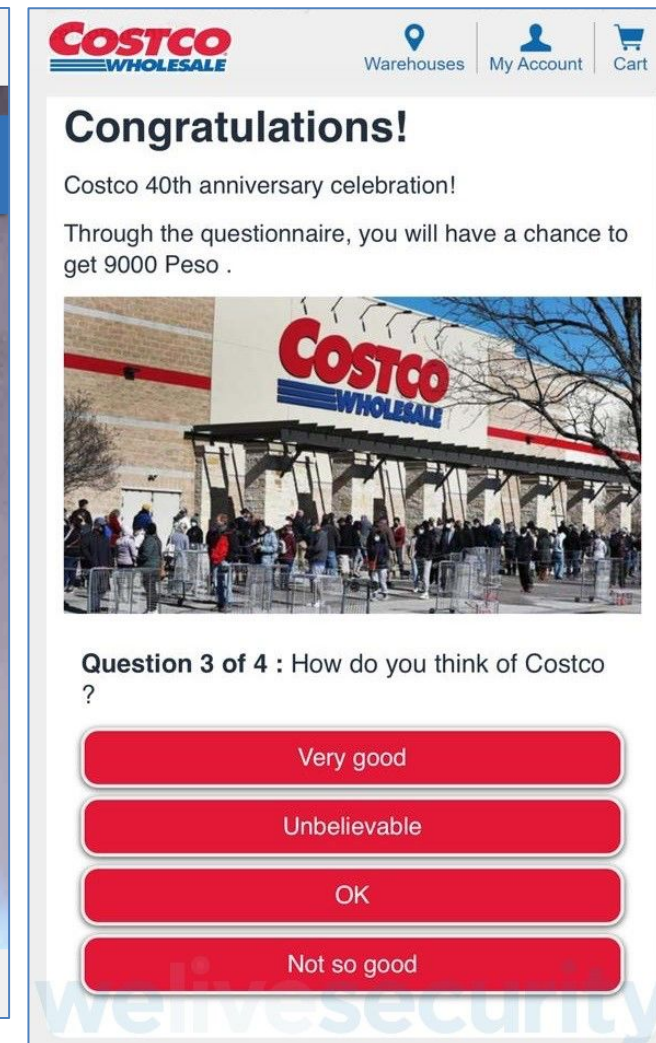 COSTCO
WHOLESALE
Warehouses
My Account
Cart
Congratulations!
Costco 40th anniversary celebration!
Through the questionnaire, you will have a chance to
get 9000 Peso .
COSTCO
WHOLESALE
Question 3 of 4 : How do you think of Costco
?
Very good
Unbelievable
OK
Not so good
welivesecurity